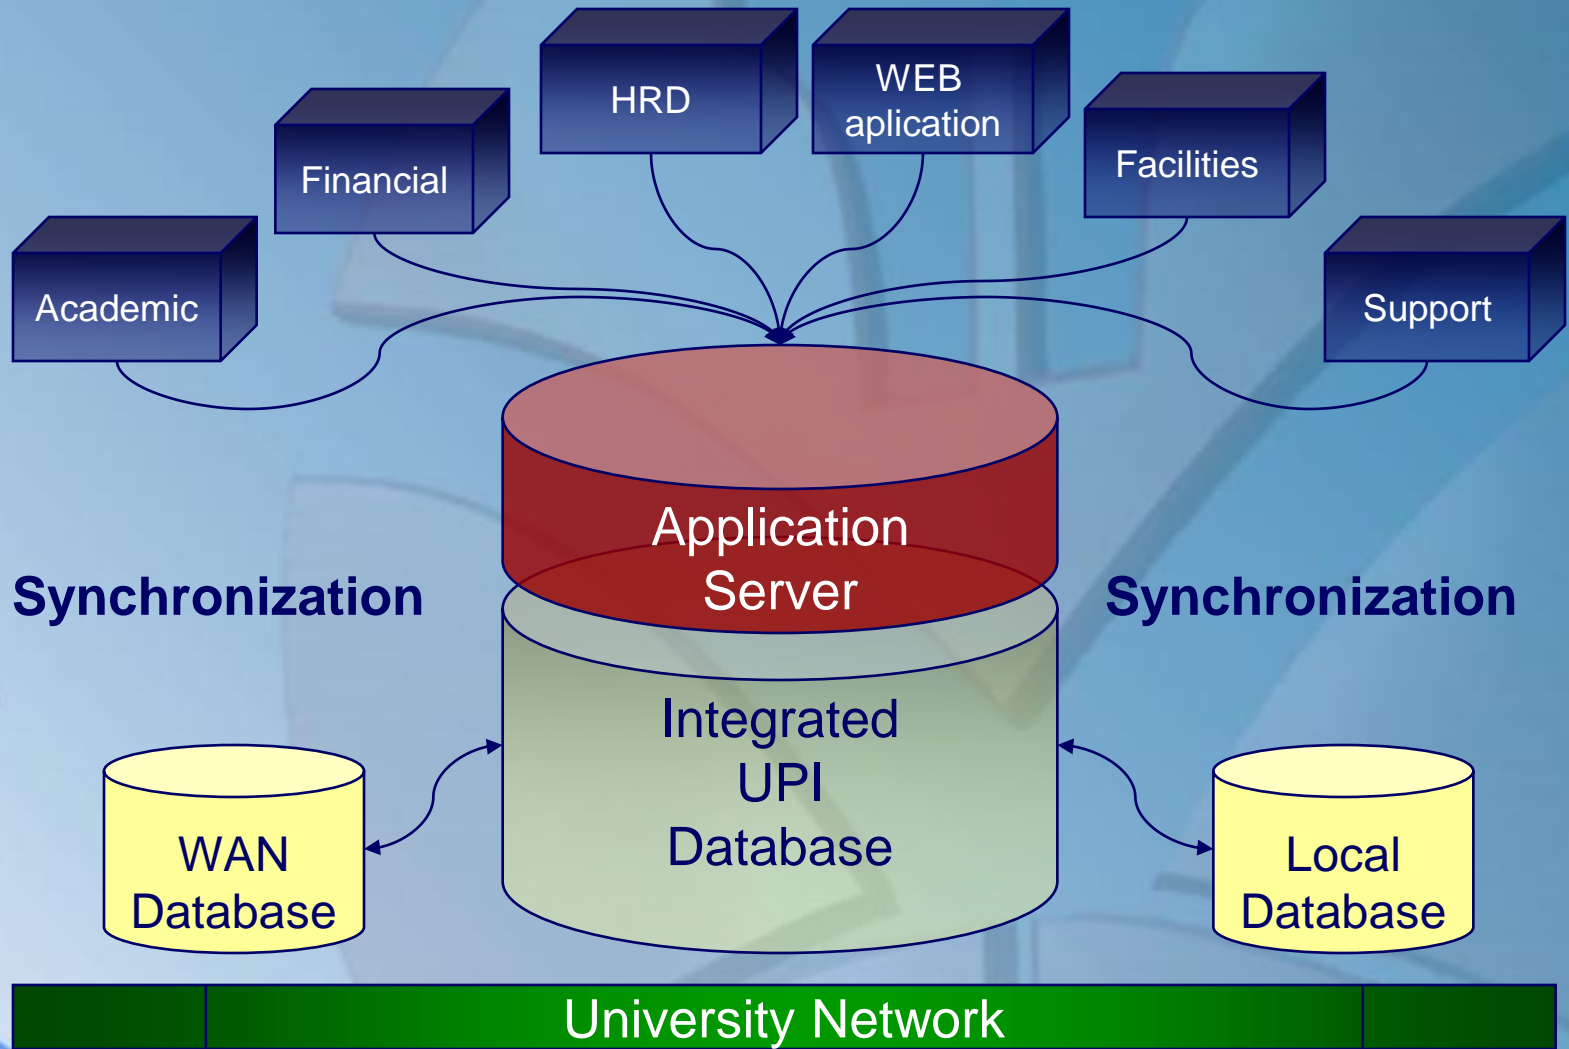 HRD
WEB
aplication
Financial
Facilities
Academic
Support
Application
Server
Synchronization
Synchronization
Integrated
UPI
Database
WAN
Database
Local
Database
University Network